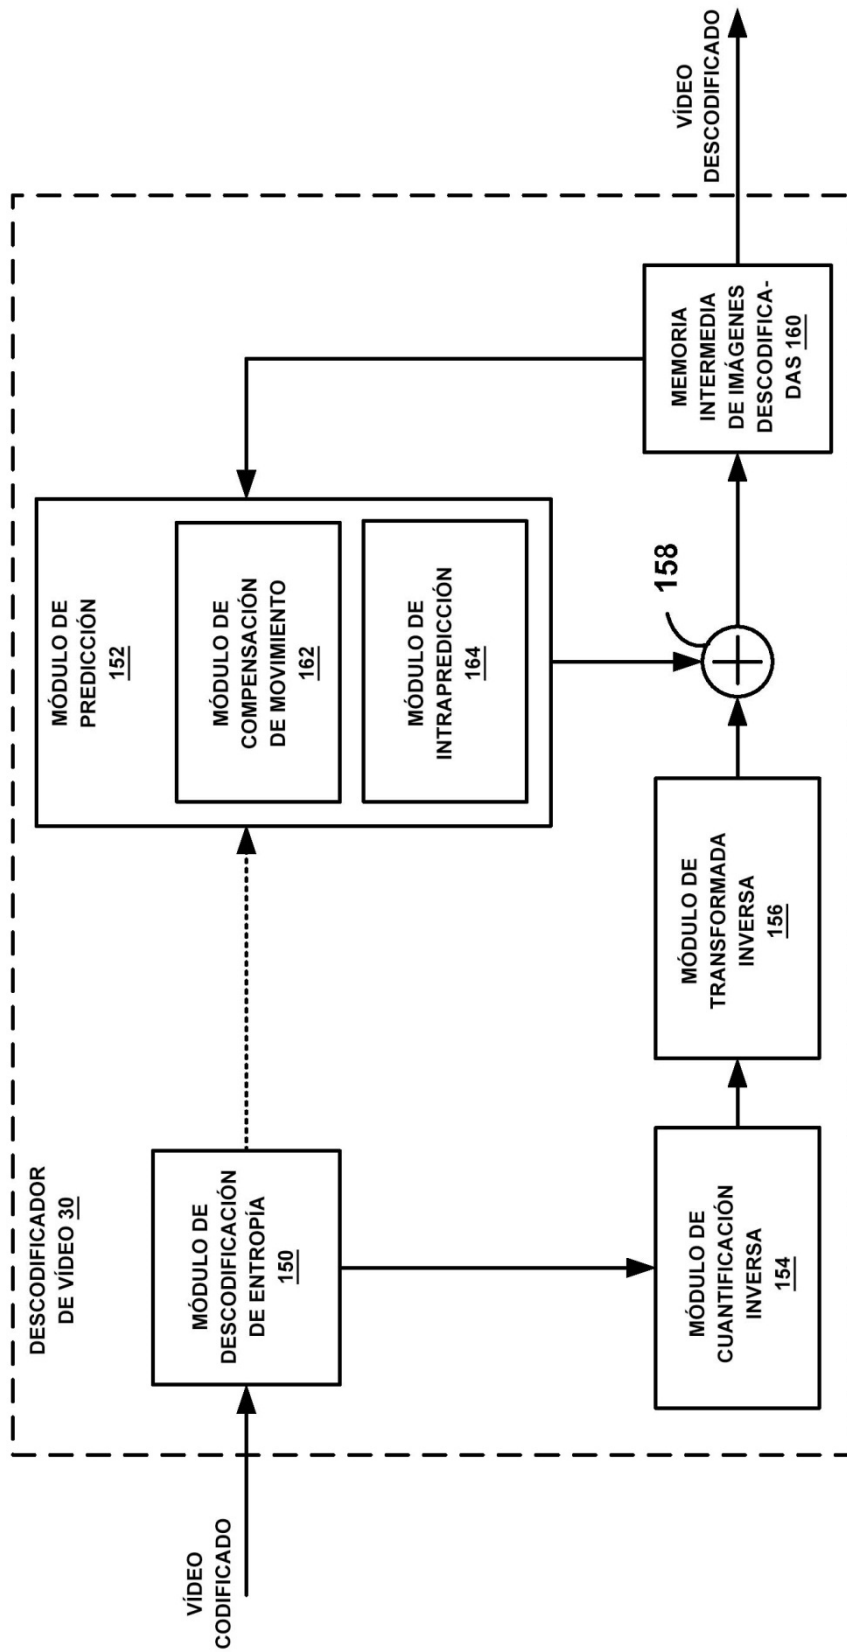 DESCODIFICADOR
DE VÍDEO 30
VÍDEO
CODIFICADO
MÓDULO DE
DESCODIFICACIÓN
DE ENTROPÍA
150
MÓDULO DE
PREDICCIÓN
152
MÓDULO DE
COMPENSACIÓN
DE MOVIMIENTO
162
MÓDULO DE
INTRAPREDICCIÓN
164
MÓDULO DE
CUANTIFICACIÓN
INVERSA
154
MÓDULO DE
TRANSFORMADA
INVERSA
156
158
MEMORIA
INTERMEDIA
DE IMÁGENES
DESCODIFICA-
DAS 160
VÍDEO
DESCODIFICADO